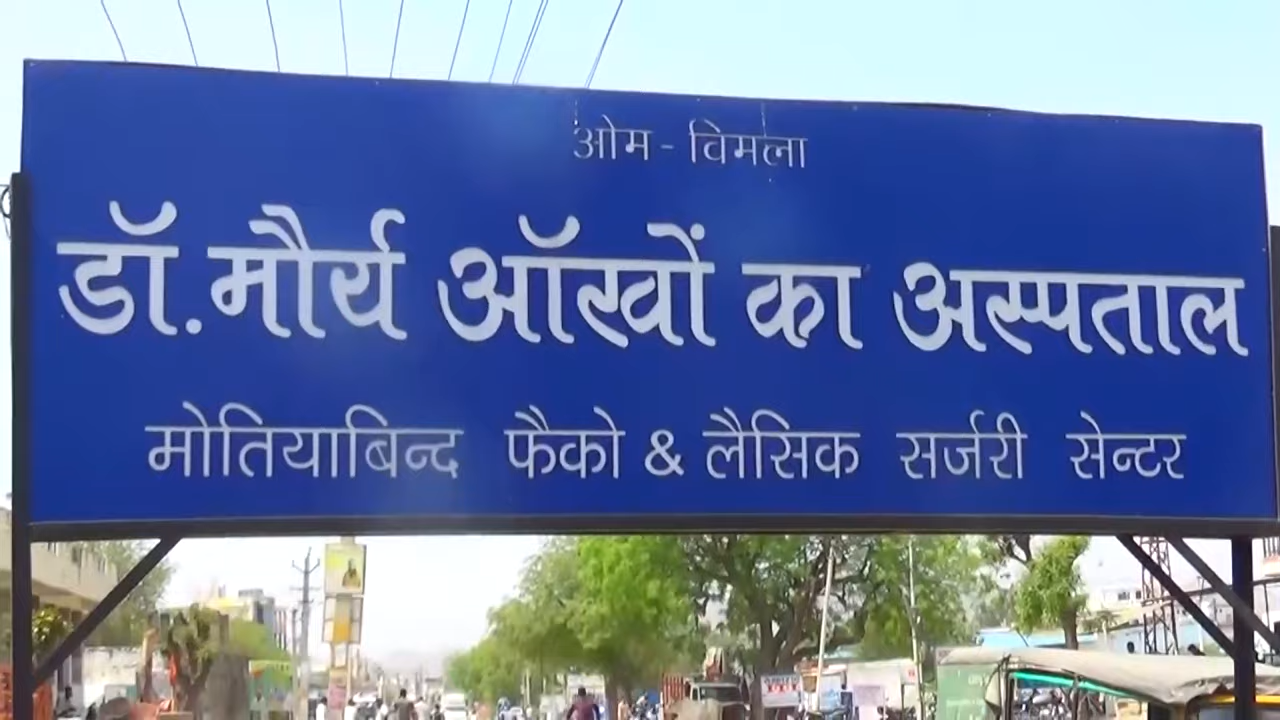 ओम - विमला
डॉ. मौर्य ऑखों का अस्पताल
मोतियाबिन्द फैको & लैसिक सर्जरी सेन्टर